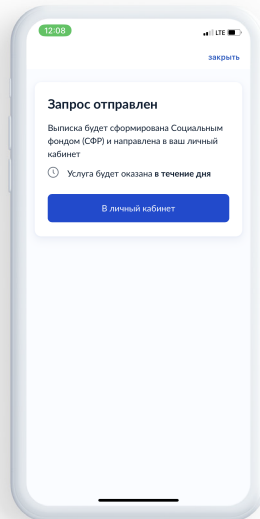 12:08
LTE
закрыть
Запрос отправлен
Выписка будет сформирована Социальным
фондом (СФР) и направлена в ваш личный
кабинет
Услуга будет оказана в течение дня
В личный кабинет